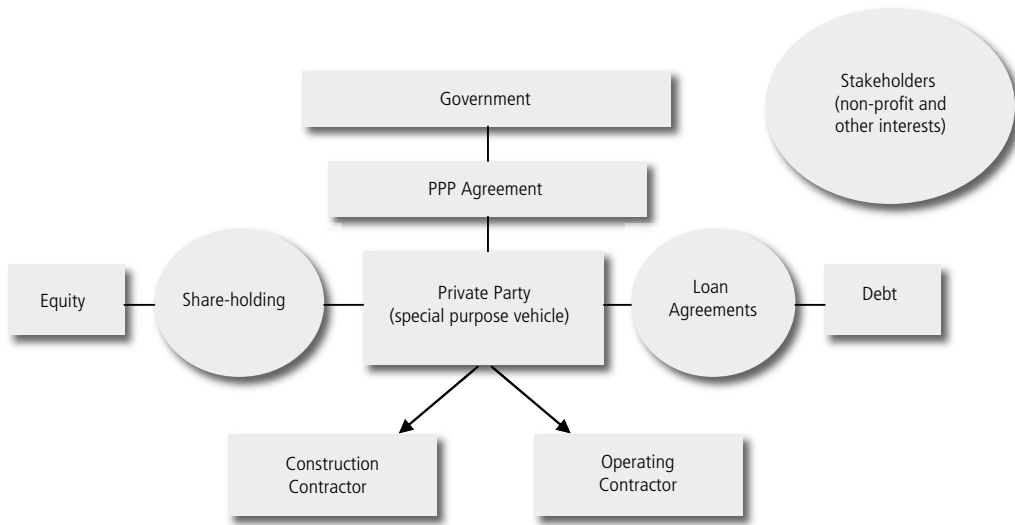 Government
Stakeholders
(non-profit and
other interests)
PPP Agreement
Equity
Share-holding
Private Party
(special purpose vehicle)
Loan
Agreements
Debt
Construction
Contractor
Operating
Contractor